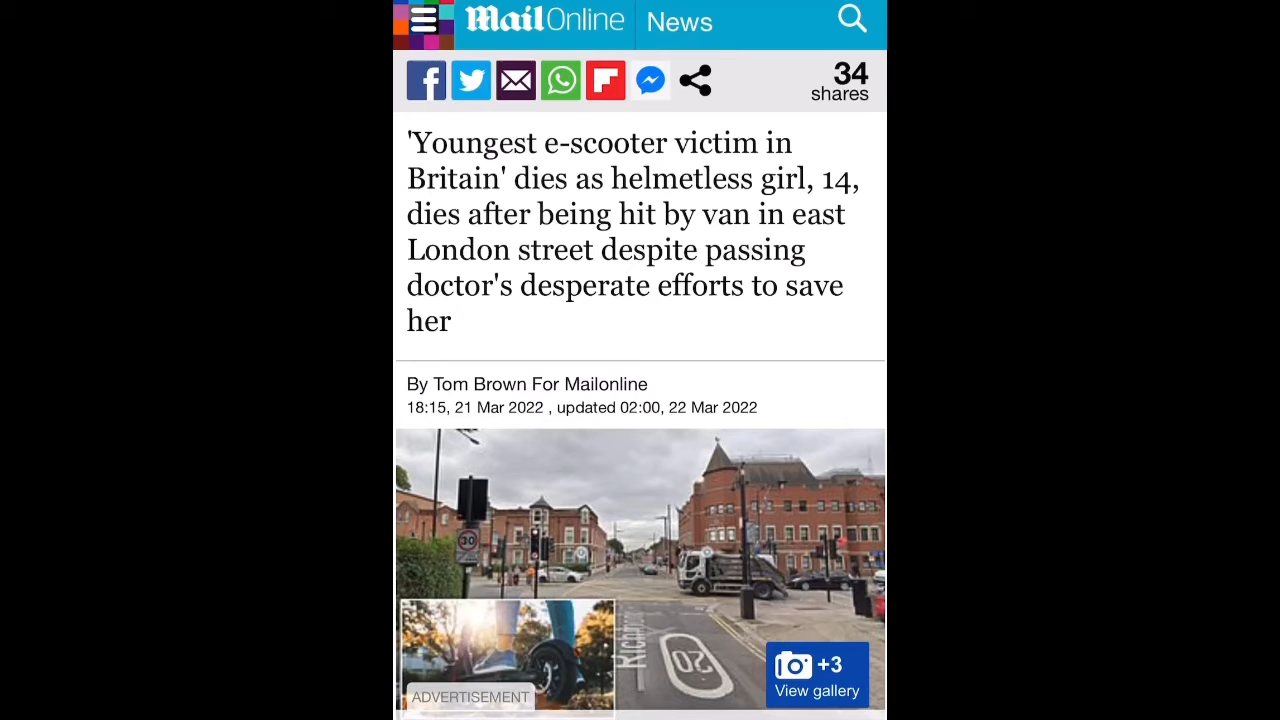 Mail Online News
34
shares
'Youngest e-scooter victim in
Britain' dies as helmetless girl, 14,
dies after being hit by van in east
London street despite passing
doctor's desperate efforts to save
her
By Tom Brown For Mailonline
18:15, 21 Mar 2022 , updated 02:00, 22 Mar 2022
30
20
+3
View gallery
ADVERTISEMENT